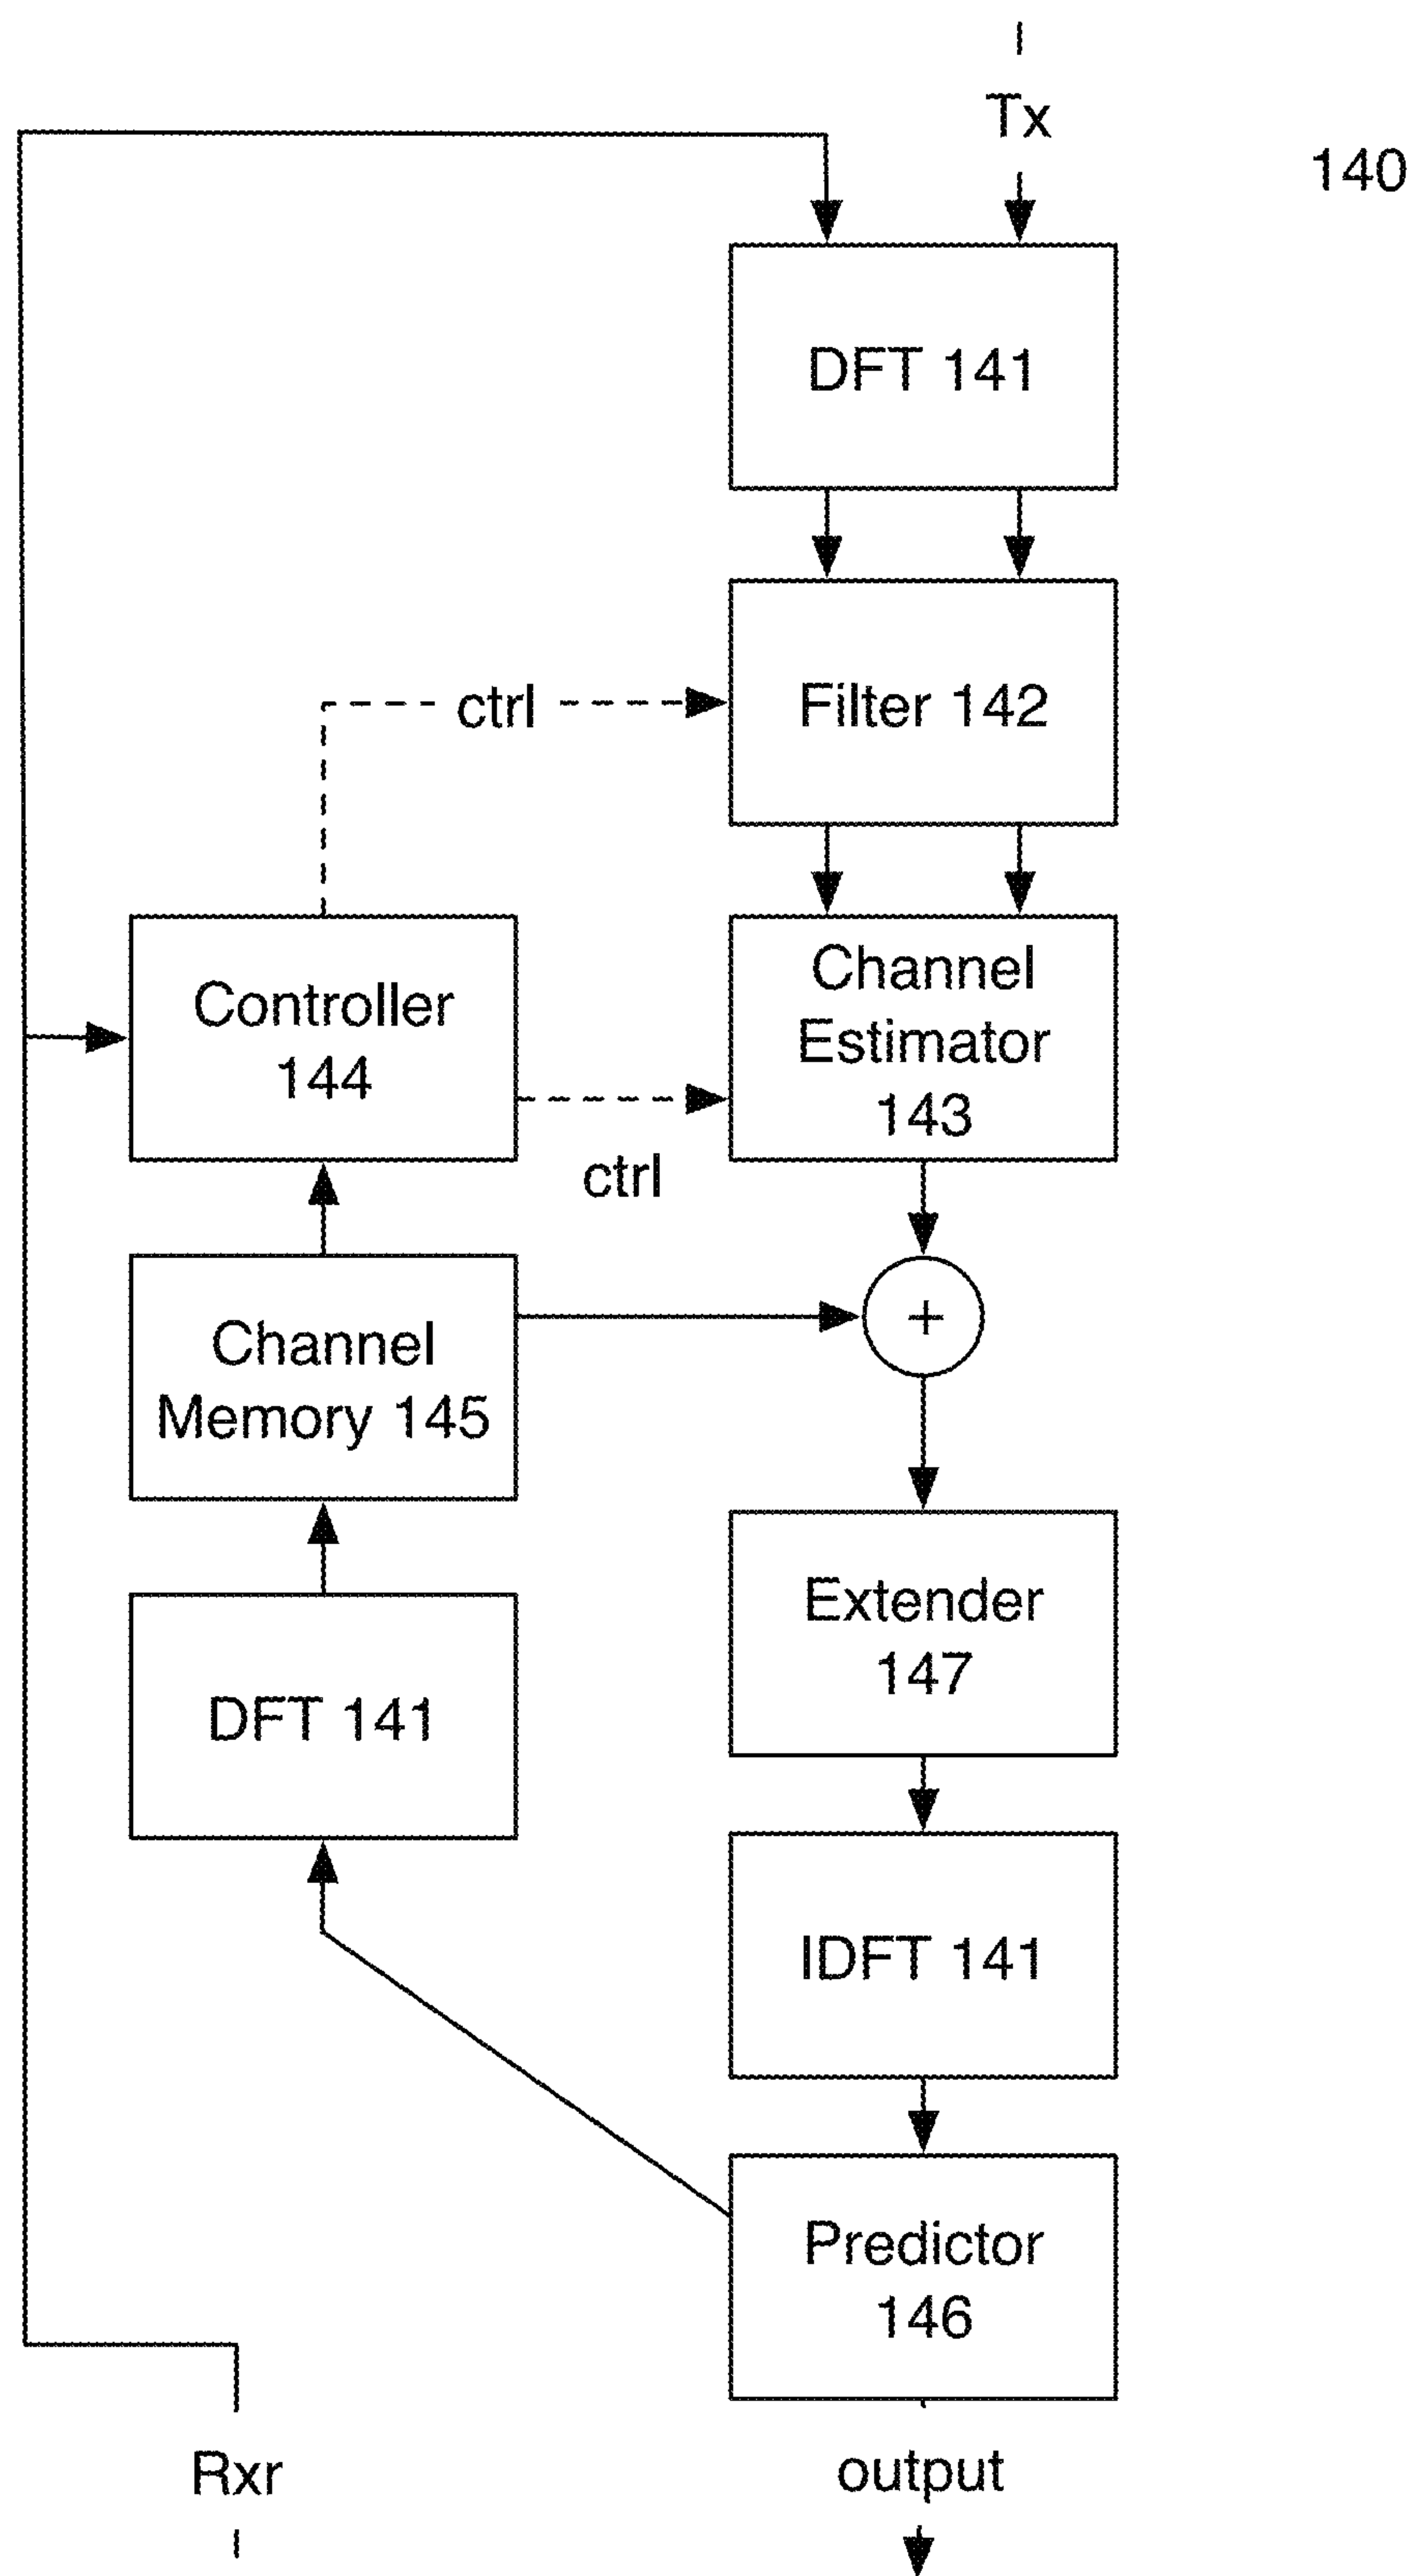 Tx
140
DFT 141
ctrl
Filter 142
Controller
144
Channel
Estimator
143
ctrl
Channel
Memory 145
+
Extender
147
DFT 141
IDFT 141
Predictor
146
Rxr
output